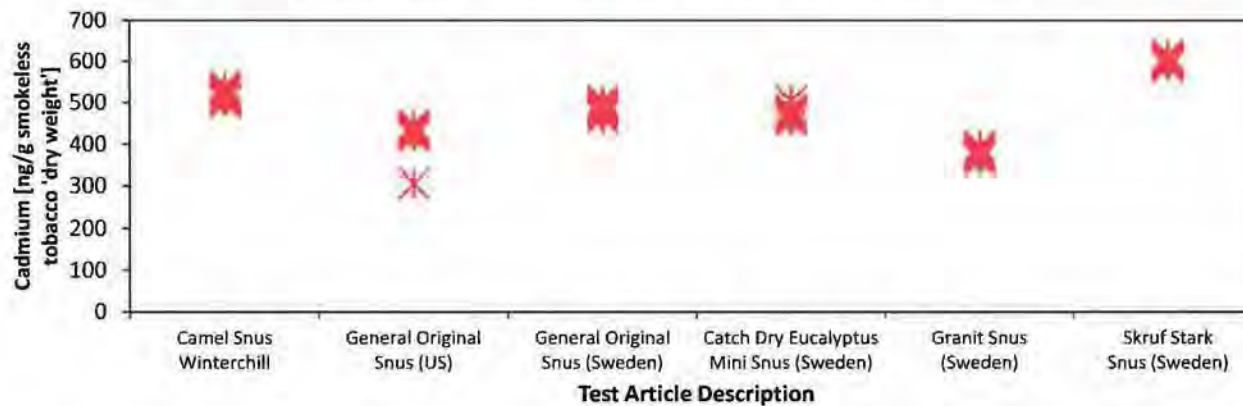 Cadmium [ng/g smokeless
tobacco 'dry weight']
700
600
500
400
300
200
100
0
Camel Snus
Winterchill
General Original
Snus (US)
General Original
Snus (Sweden)
Catch Dry Eucalyptus
Mini Snus (Sweden)
Granit Snus
(Sweden)
Skruf Stark
Snus (Sweden)
Test Article Description